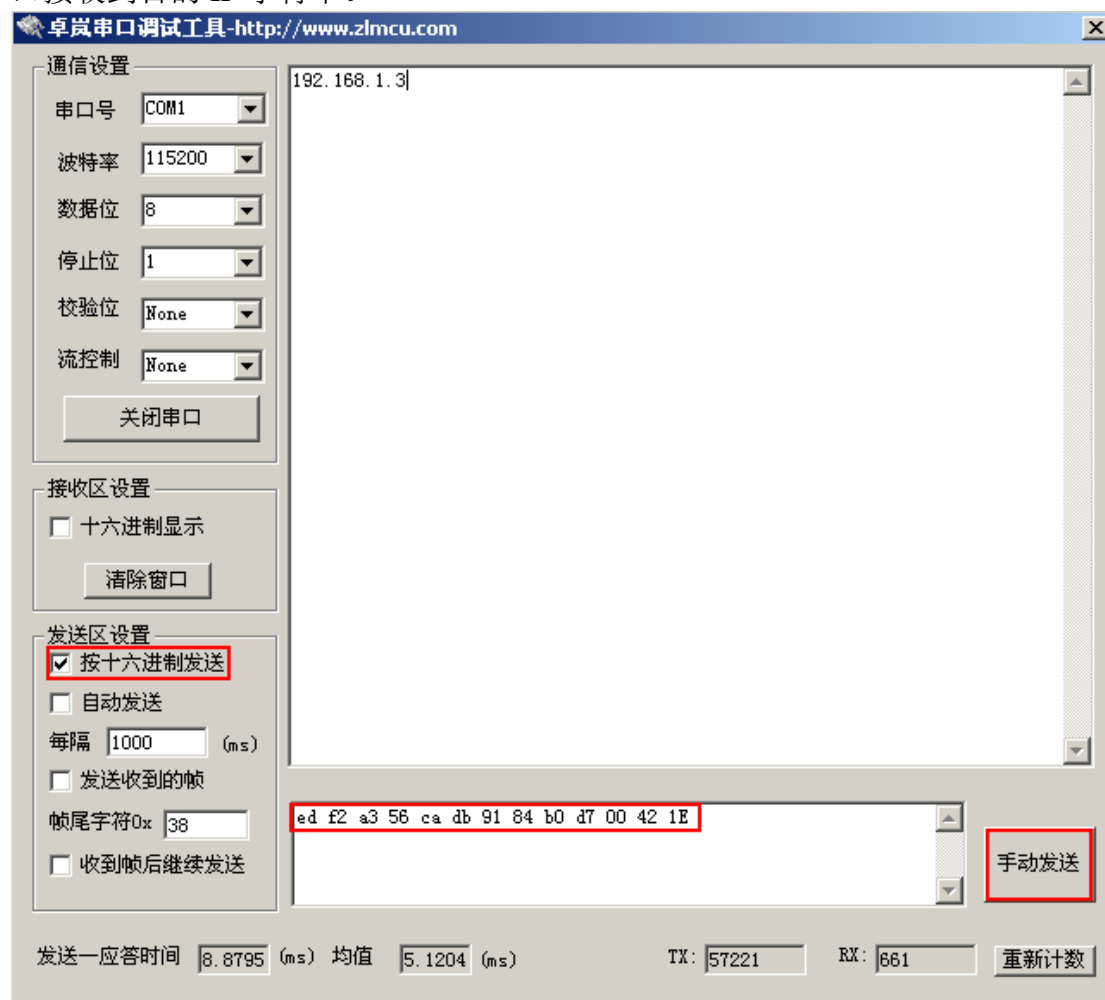 卓岚串口调试工具-http://www.zlmcu.com
通信设置
串口号 COM1
波特率 115200
数据位 8
停止位 1
校验位 None
流控制 None
关闭串口
接收区设置
十六进制显示
清除窗口
发送区设置
按十六进制发送
自动发送
每隔 1000 (ms)
发送收到的帧
帧尾字符0x 38
收到帧后继续发送
192.168.1.3
ed f2 a3 56 ca db 91 84 b0 d7 00 42 1E
手动发送
发送—应答时间 8.8795 (ms) 均值 5.1204 (ms) TX: 57221 RX: 661 重新计数